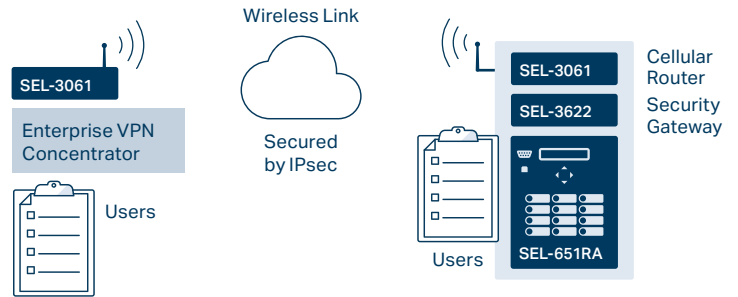 Wireless Link
SEL-3061
Enterprise VPN
Concentrator
Users
Secured
by IPsec
SEL-3061
Cellular
Router
SEL-3622
Security
Gateway
Users
SEL-651RA